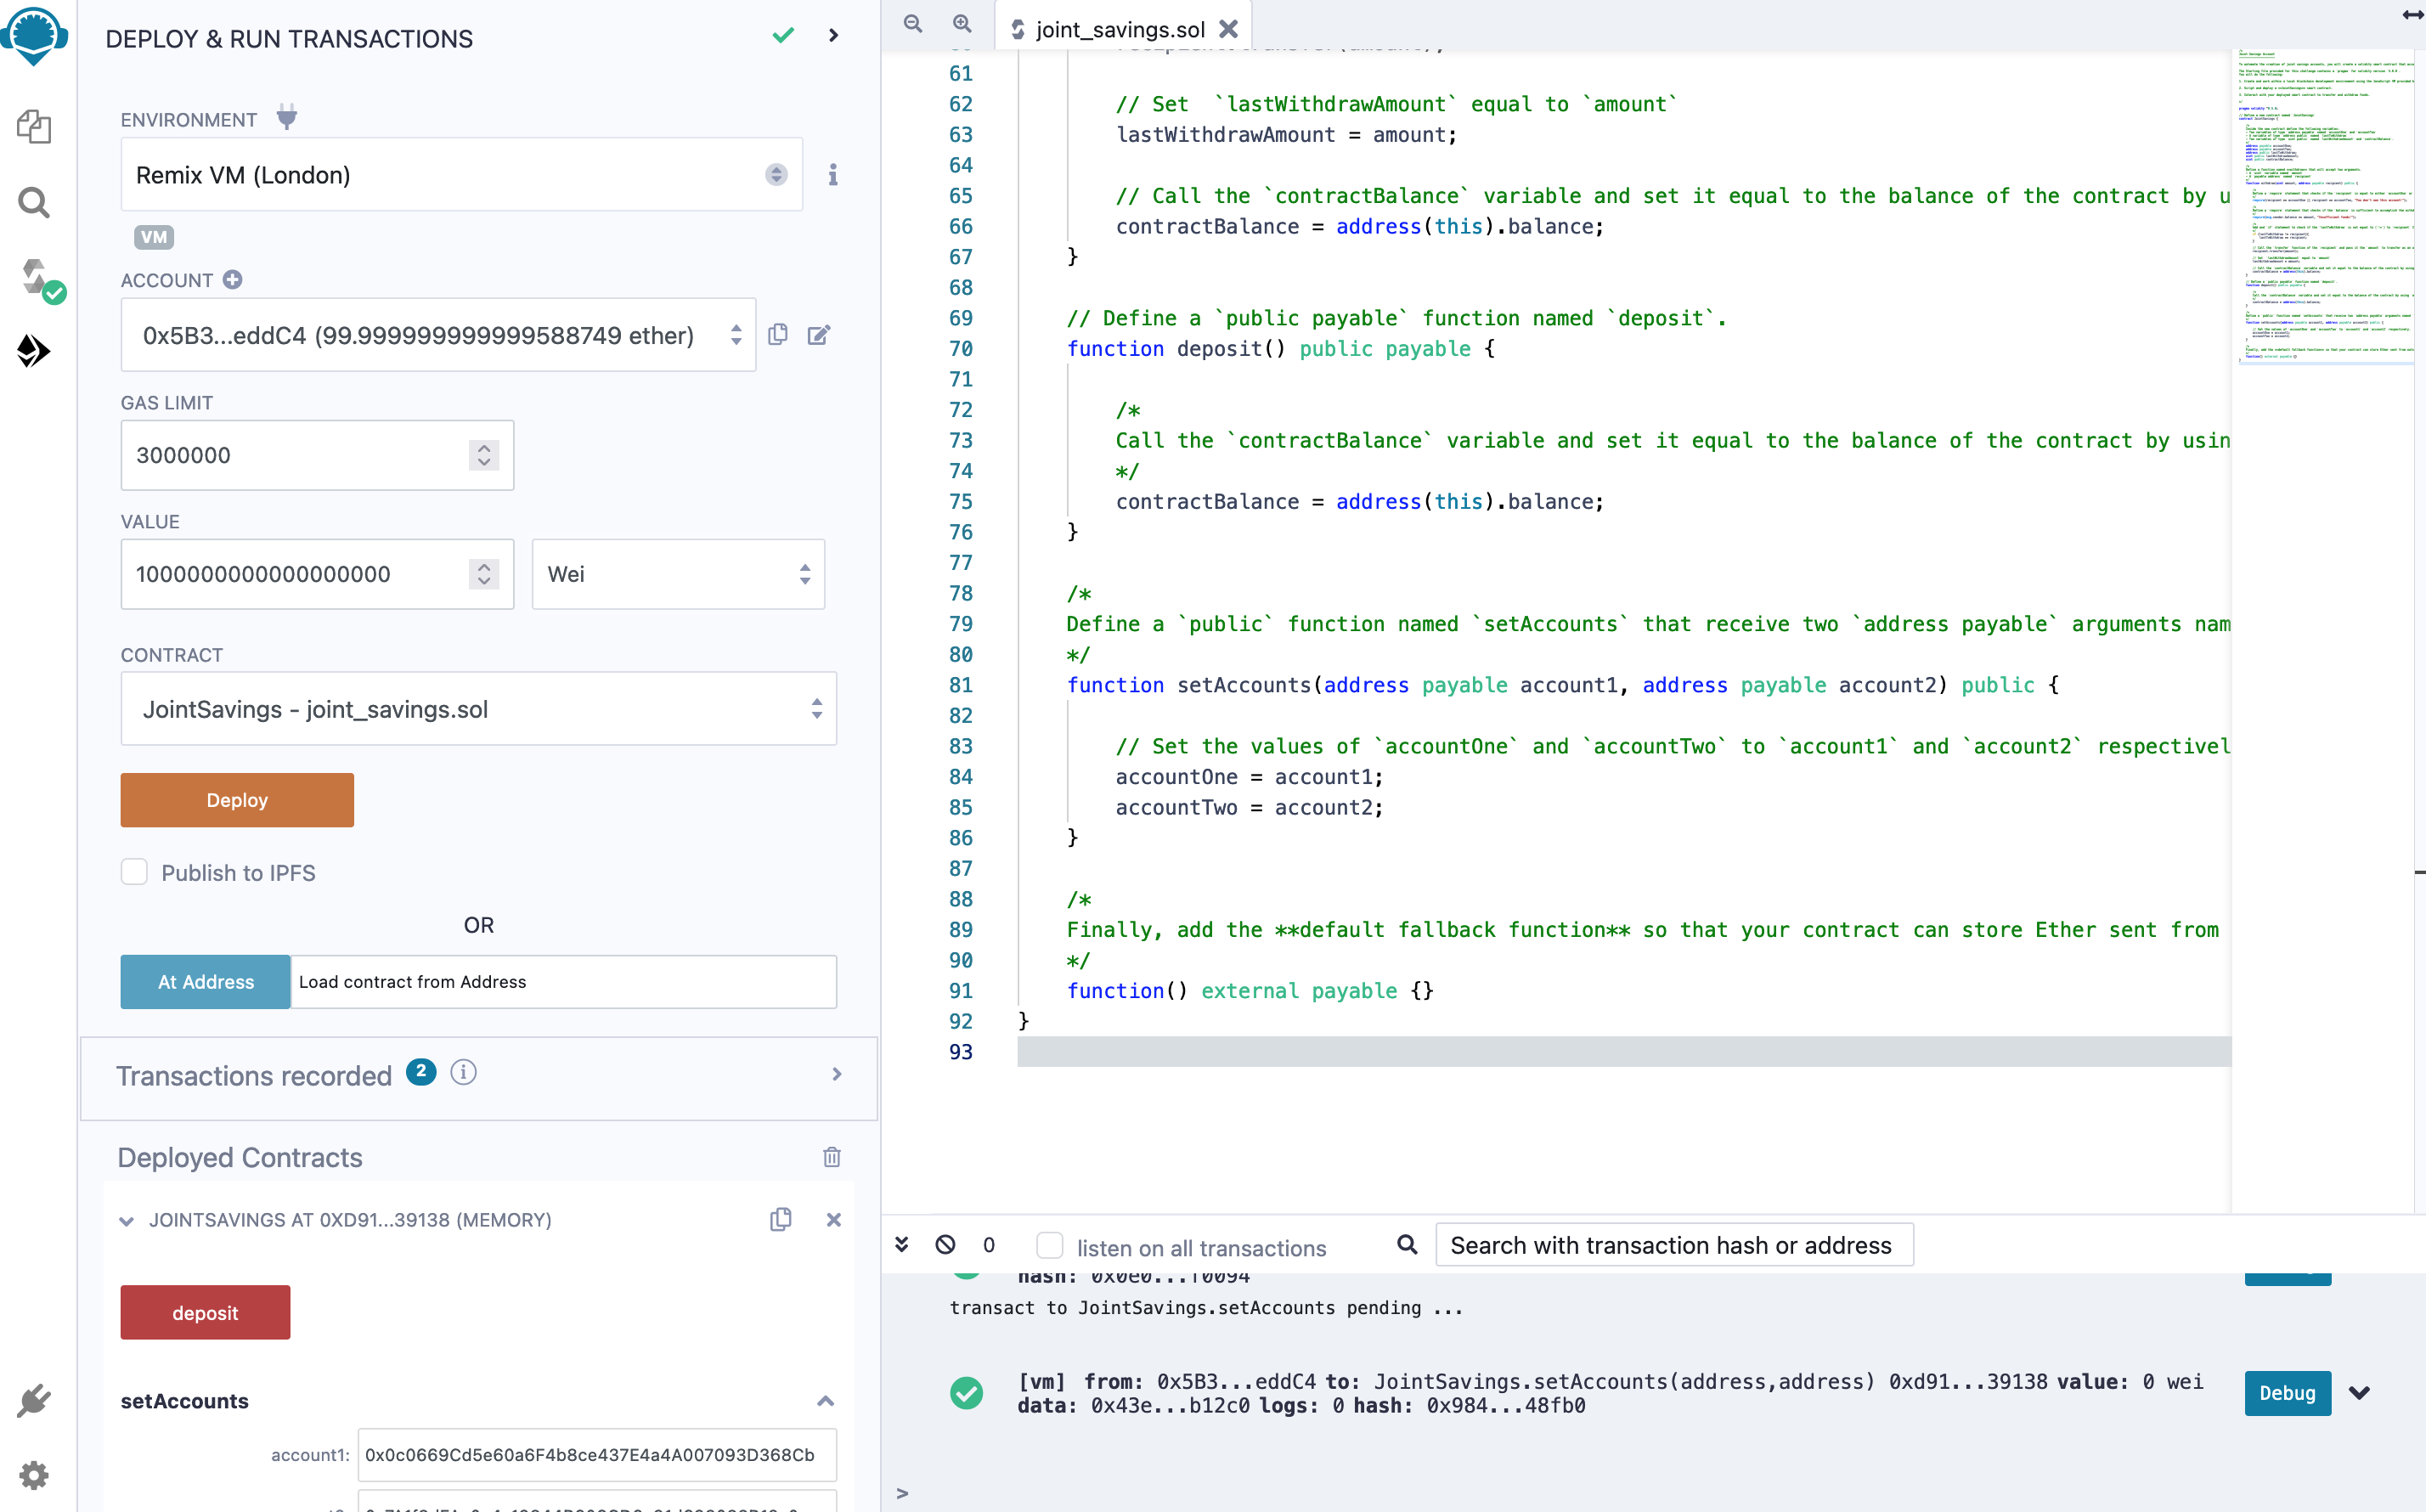 DEPLOY & RUN TRANSACTIONS
ENVIRONMENT
Remix VM (London)
VM
ACCOUNT
0x5B3...eddC4 (99.999999999999588749 ether)
GAS LIMIT
3000000
VALUE
1000000000000000000
Wei
CONTRACT
JointSavings - joint_savings.sol
Deploy
Publish to IPFS
OR
At Address
Load contract from Address
Transactions recorded 2
Deployed Contracts
JOINTSAVINGS AT 0XD91...39138 (MEMORY)
deposit
setAccounts
account1: 0x0c0669Cd5e60a6F4b8ce437E4a4A007093D368Cb
joint_savings.sol
61
62 // Set  `lastWithdrawAmount` equal to `amount`
63 lastWithdrawAmount = amount;
64
65 // Call the `contractBalance` variable and set it equal to the balance of the contract by u
66 contractBalance = address(this).balance;
67 }
68
69 // Define a `public payable` function named `deposit`.
70 function deposit() public payable {
71
72 /*
73 Call the `contractBalance` variable and set it equal to the balance of the contract by usin
74 */
75 contractBalance = address(this).balance;
76 }
77
78 /*
79 Define a `public` function named `setAccounts` that receive two `address payable` arguments nam
80 */
81 function setAccounts(address payable account1, address payable account2) public {
82
83 // Set the values of `accountOne` and `accountTwo` to `account1` and `account2` respectivel
84 accountOne = account1;
85 accountTwo = account2;
86 }
87
88 /*
89 Finally, add the **default fallback function** so that your contract can store Ether sent from
90 */
91 function() external payable {}
92 }
93
0
listen on all transactions
Search with transaction hash or address
hash: 0x0e0...f0094
transact to JointSavings.setAccounts pending ...
[vm] from: 0x5B3...eddC4 to: JointSavings.setAccounts(address,address) 0xd91...39138 value: 0 wei
data: 0x43e...b12c0 logs: 0 hash: 0x984...48fb0
Debug
>